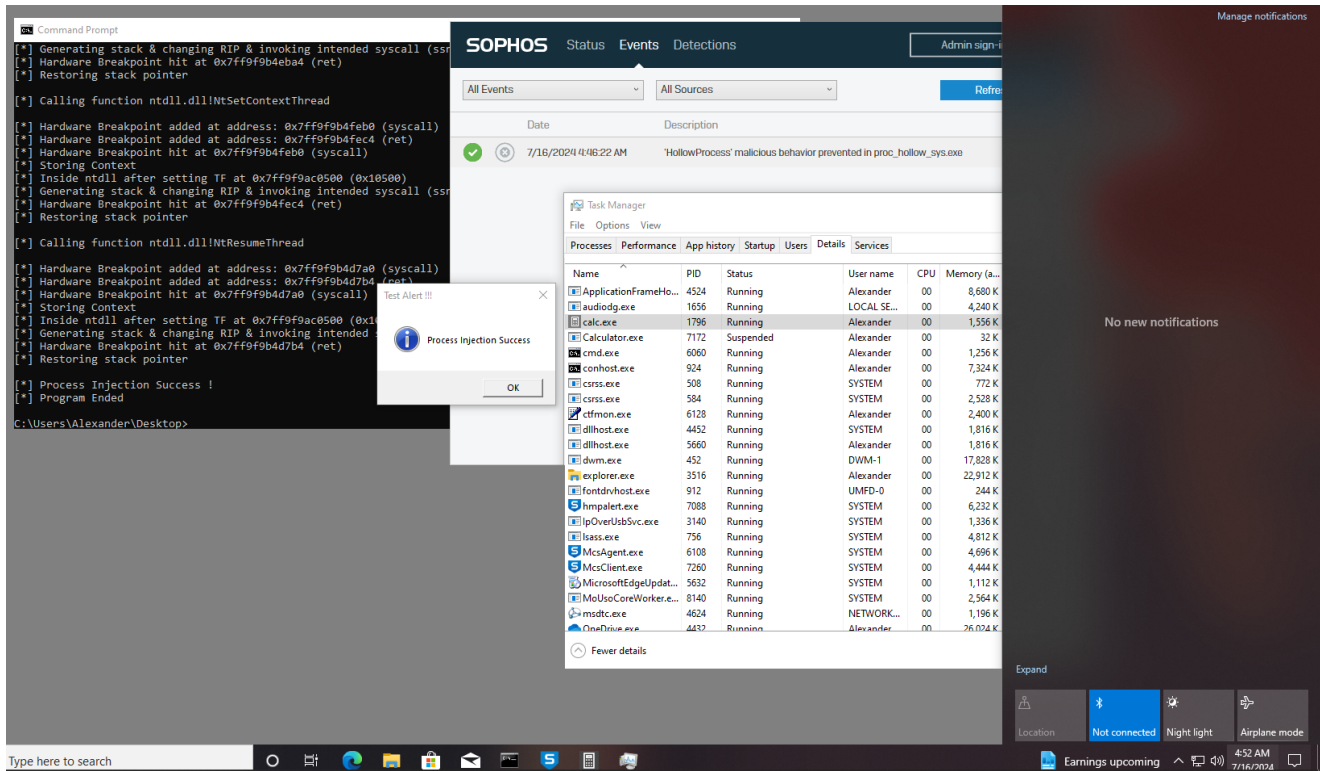 Manage notifications
Command Prompt
[*] Generating stack & changing RIP & invoking intended syscall (ssn
[*] Hardware Breakpoint hit at 0x7ff9f9b4eba4 (ret)
[*] Restoring stack pointer
[*] Calling function ntdll.dll!NtSetContextThread
[*] Hardware Breakpoint added at address: 0x7ff9f9b4feb0 (syscall)
[*] Hardware Breakpoint added at address: 0x7ff9f9b4fec4 (ret)
[*] Hardware Breakpoint hit at 0x7ff9f9b4feb0 (syscall)
[*] Storing Context
[*] Inside ntdll after setting TF at 0x7ff9f9ac0500 (0x10500)
[*] Generating stack & changing RIP & invoking intended syscall (ssn
[*] Hardware Breakpoint hit at 0x7ff9f9b4fec4 (ret)
[*] Restoring stack pointer
[*] Calling function ntdll.dll!NtResumeThread
[*] Hardware Breakpoint added at address: 0x7ff9f9b4d7a0 (syscall)
[*] Hardware Breakpoint added at address: 0x7ff9f9b4d7b4 (ret)
[*] Hardware Breakpoint hit at 0x7ff9f9b4d7a0 (syscall)
[*] Storing Context
[*] Inside ntdll after setting TF at 0x7ff9f9ac0500 (0x1
[*] Generating stack & changing RIP & invoking intended
[*] Hardware Breakpoint hit at 0x7ff9f9b4d7b4 (ret)
[*] Restoring stack pointer
[*] Process Injection Success !
[*] Program Ended
C:\Users\Alexander\Desktop>
SOPHOS Status Events Detections Admin sign-i
All Events All Sources Refre
Date Description
7/16/2024 4:46:22 AM 'HollowProcess' malicious behavior prevented in proc_hollow_sys.exe
Test Alert !!!
Process Injection Success
OK
Task Manager
File Options View
Processes Performance App history Startup Users Details Services
Name PID Status User name CPU Memory (a...
ApplicationFrameHo... 4524 Running Alexander 00 8,680 K
audiodg.exe 1656 Running LOCAL SE... 00 4,240 K
calc.exe 1796 Running Alexander 00 1,556 K
Calculator.exe 7172 Suspended Alexander 00 32 K
cmd.exe 6060 Running Alexander 00 1,256 K
conhost.exe 924 Running Alexander 00 7,324 K
csrss.exe 508 Running SYSTEM 00 772 K
csrss.exe 584 Running SYSTEM 00 2,528 K
ctfmon.exe 6128 Running Alexander 00 2,400 K
dllhost.exe 4452 Running SYSTEM 00 1,816 K
dllhost.exe 5660 Running Alexander 00 1,816 K
dwm.exe 452 Running DWM-1 00 17,828 K
explorer.exe 3516 Running Alexander 00 22,912 K
fontdrvhost.exe 912 Running UMFD-0 00 244 K
hmpalert.exe 7088 Running SYSTEM 00 6,232 K
IpOverUsbSvc.exe 3140 Running SYSTEM 00 1,336 K
lsass.exe 756 Running SYSTEM 00 4,812 K
McsAgent.exe 6108 Running SYSTEM 00 4,696 K
McsClient.exe 7260 Running SYSTEM 00 4,444 K
MicrosoftEdgeUpdat... 5632 Running SYSTEM 00 1,112 K
MoUsoCoreWorker.e... 8140 Running SYSTEM 00 2,564 K
msdtc.exe 4624 Running NETWORK... 00 1,196 K
OneDrive.exe 4432 Running Alexander 00 26,024 K
Fewer details
No new notifications
Expand
Location Not connected Night light Airplane mode
Type here to search
Earnings upcoming
4:52 AM
7/16/2024